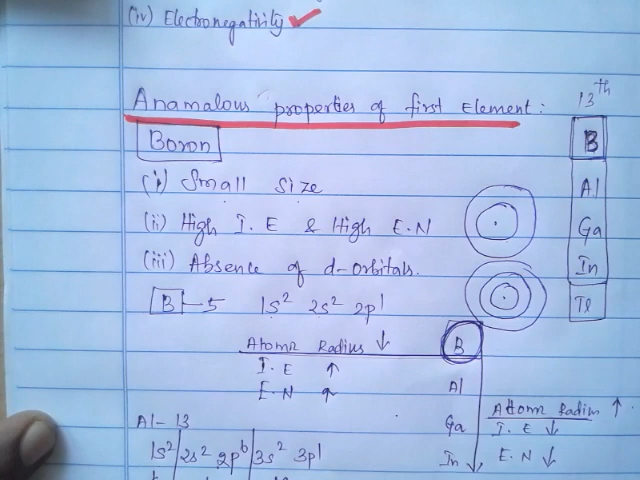 (iv) Electronegativity ✓
Anamalous properties of first Element:
13th
Boron
B
(i) Small Size
Al
(ii) High I.E & High E.N
Ga
(iii) Absence of d-orbitals.
In
B - 5 1s² 2s² 2p¹
Tl
Atomic Radius ↓
B
I.E ↑
E.N ↑
Al
Atomic Radius ↑.
Al-13
Ga
I.E ↓
1s² 2s² 2p⁶ 3s² 3p¹
In
E.N ↓